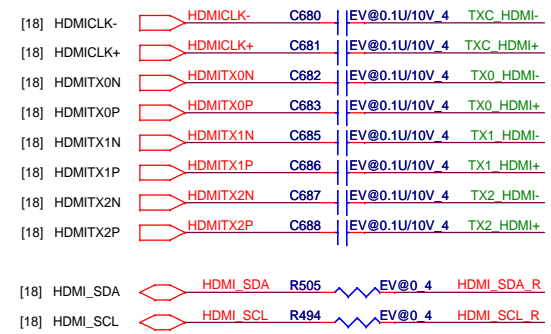 [18] HDMICLK- HDMICLK- C680 EV@0.1U/10V_4 TXC_HDMI-
[18] HDMICLK+ HDMICLK+ C681 EV@0.1U/10V_4 TXC_HDMI+
[18] HDMITX0N HDMITX0N C682 EV@0.1U/10V_4 TX0_HDMI-
[18] HDMITX0P HDMITX0P C683 EV@0.1U/10V_4 TX0_HDMI+
[18] HDMITX1N HDMITX1N C685 EV@0.1U/10V_4 TX1_HDMI-
[18] HDMITX1P HDMITX1P C686 EV@0.1U/10V_4 TX1_HDMI+
[18] HDMITX2N HDMITX2N C687 EV@0.1U/10V_4 TX2_HDMI-
[18] HDMITX2P HDMITX2P C688 EV@0.1U/10V_4 TX2_HDMI+
[18] HDMI_SDA HDMI_SDA R505 EV@0_4 HDMI_SDA_R
[18] HDMI_SCL HDMI_SCL R494 EV@0_4 HDMI_SCL_R